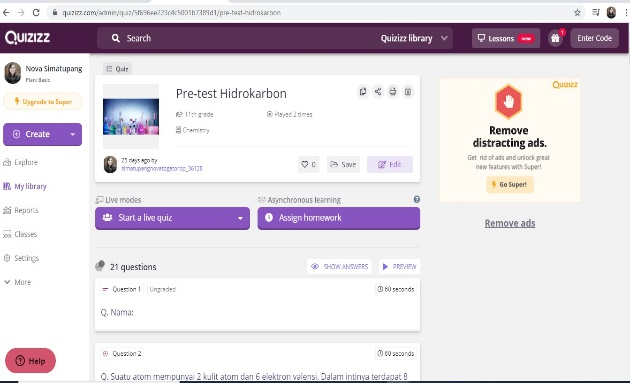 quizizz.com/admin/quiz/5f896ee223c4c5001b7389d1/pre-test-hidrokarbon
Quizizz
Search
Quizizz library
Lessons new
1
Enter Code
Nova Simatupang
Plan: Basic
Upgrade to Super
Create
Explore
My library
Reports
Classes
Settings
More
Help
Quiz
Pre-test Hidrokarbon
11th grade
Played 2 times
Chemistry
25 days ago by
0
Save
Edit
Live modes
Start a live quiz
Asynchronous learning
?
Assign homework
21 questions
SHOW ANSWERS
PREVIEW
Question 1
Ungraded
60 seconds
Q. Nama:
Question 2
60 seconds
Q. Suatu atom mempunyai 2 kulit atom dan 6 elektron valensi. Dalam intinya terdapat 8
Quizizz
Remove
distracting ads.
Get rid of ads and unlock great
new features with Super!
Go Super!
Remove ads